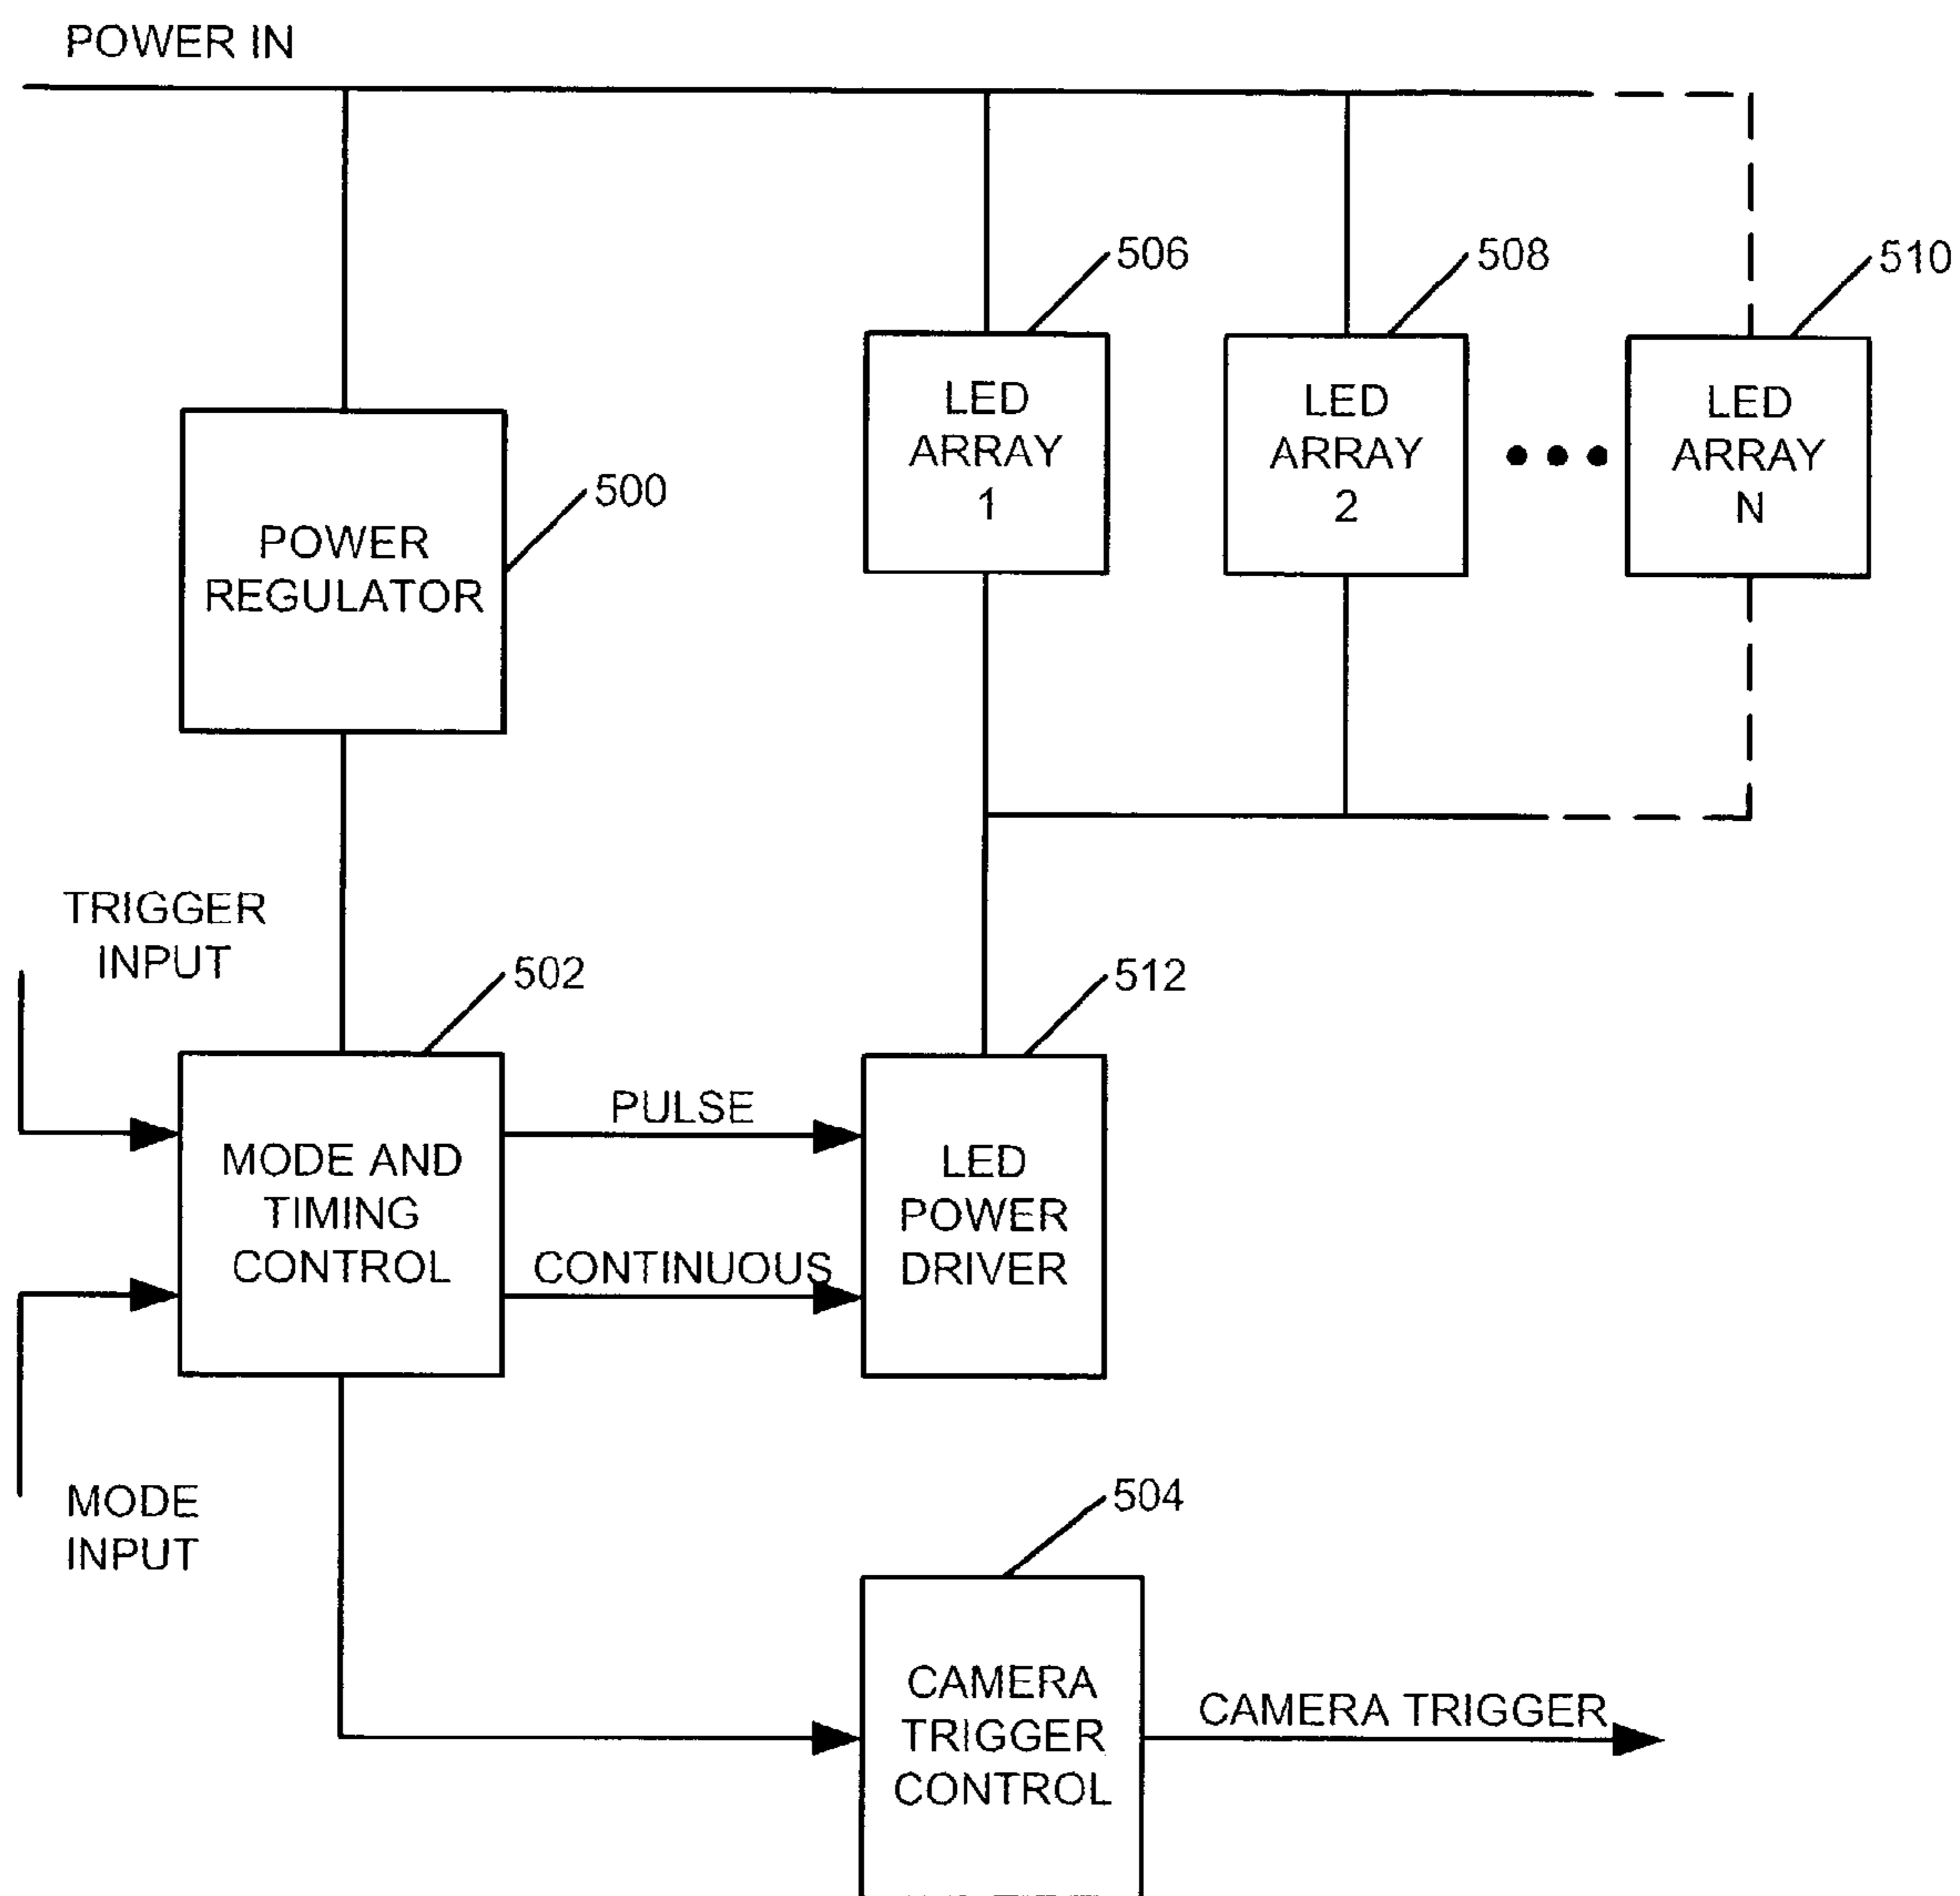 POWER IN
506
508
510
LED
ARRAY
1
LED
ARRAY
2
LED
ARRAY
N
500
POWER
REGULATOR
TRIGGER
INPUT
502
512
PULSE
MODE AND
TIMING
CONTROL
LED
POWER
DRIVER
CONTINUOUS
MODE
INPUT
504
CAMERA
TRIGGER
CONTROL
CAMERA TRIGGER